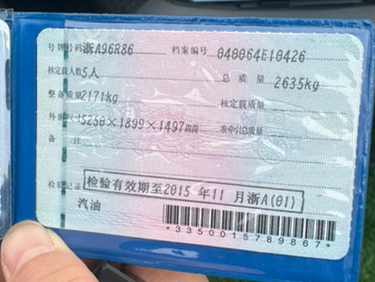 号牌号码浙A96R86 档案编号 040064E10426
核定载人数5人 总质量 2635kg
整备质量2171kg 核定载质量
外廓尺寸5250×1899×1497mm 准牵引总质量
备注
检验记录 检验有效期至2015年11月浙A(01)
汽油
*3350015789867*